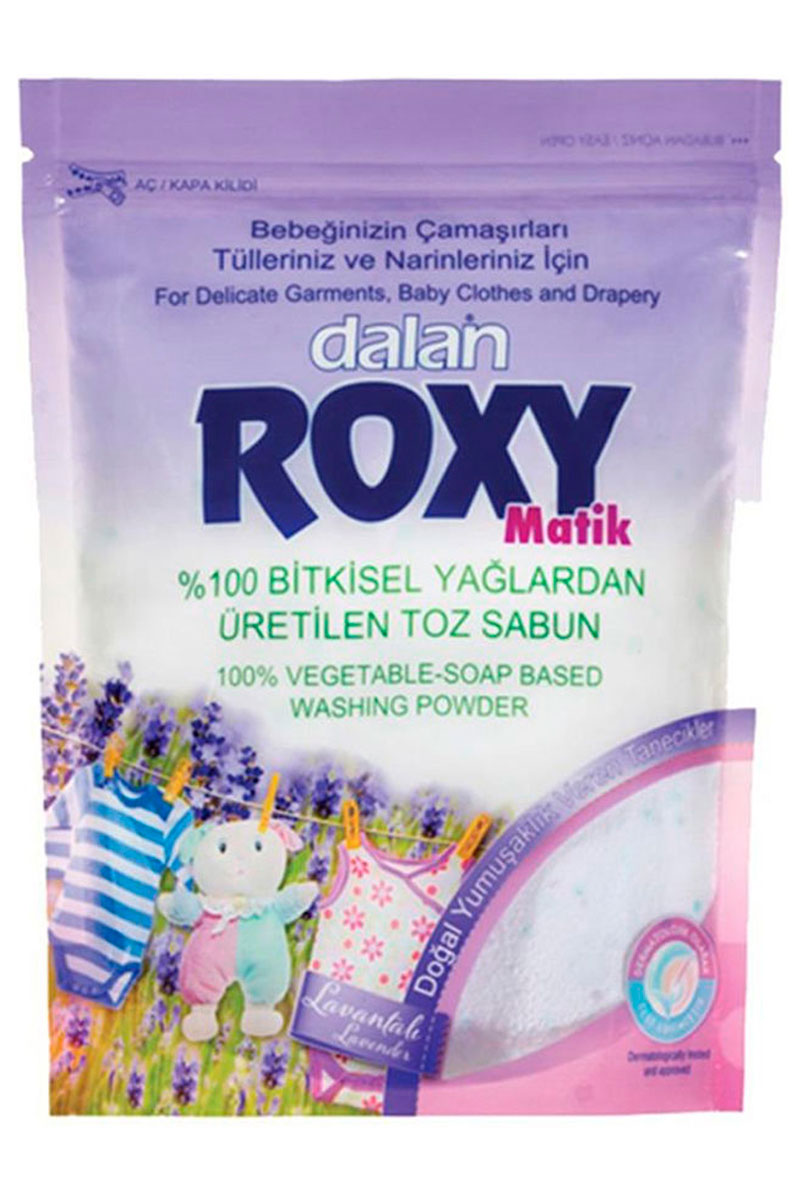 AÇ / KAPA KİLİDİ
Bebeğinizin Çamaşırları
Tülleriniz ve Narinleriniz İçin
For Delicate Garments, Baby Clothes and Drapery
dalan
ROXY
Matik
%100 BİTKİSEL YAĞLARDAN
ÜRETİLEN TOZ SABUN
100% VEGETABLE-SOAP BASED
WASHING POWDER
Doğal Yumuşaklık Veren Tanecikler
Lavantalı
Lavender
Dermatologically tested
and approved